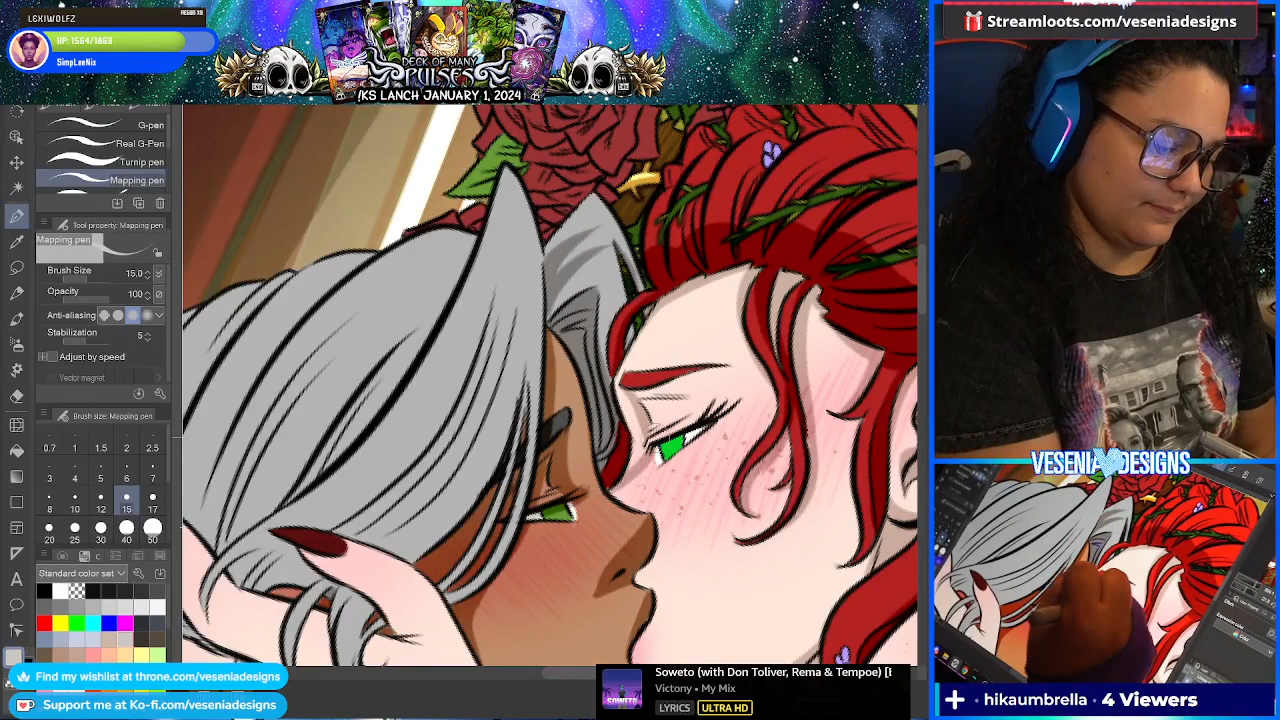 LEXIWOLFZ
HP: 1564/1869
SimpLeeNix
DECK OF MANY
PULSES
!KS LANCH JANUARY 1, 2024
Streamloots.com/veseniadesigns
G-pen
Real G-Pen
Turnip pen
Mapping pen
Tool property: Mapping pen
Mapping pen
Brush Size 15.0
Opacity 100
Anti-aliasing
Stabilization 5
Adjust by speed
Vector magnet
Brush size: Mapping pen
0.7 1 1.5 2 2.5
3 4 5 6 7
8 10 12 15 17
20 25 30 40 50
Standard color set
VESENIA DESIGNS
Find my wishlist at throne.com/veseniadesigns
Support me at Ko-fi.com/veseniadesigns
Soweto (with Don Toliver, Rema & Tempoe) [
Victony • My Mix
LYRICS ULTRA HD
SOWETO
hikaumbrella 4 Viewers